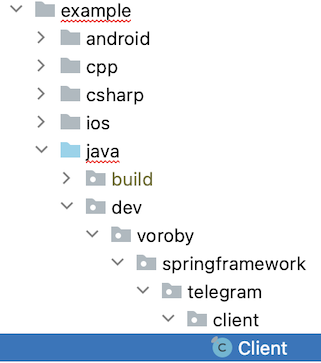 example
android
cpp
csharp
ios
java
build
dev
voroby
springframework
telegram
client
Client